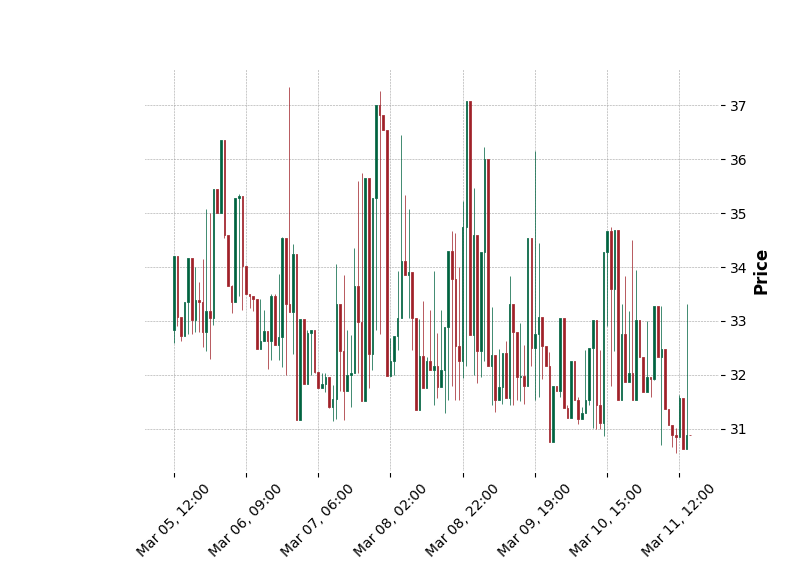 37
36
35
34
33
32
31
Price
Mar 05, 12:00
Mar 06, 09:00
Mar 07, 06:00
Mar 08, 02:00
Mar 08, 22:00
Mar 09, 19:00
Mar 10, 15:00
Mar 11, 12:00